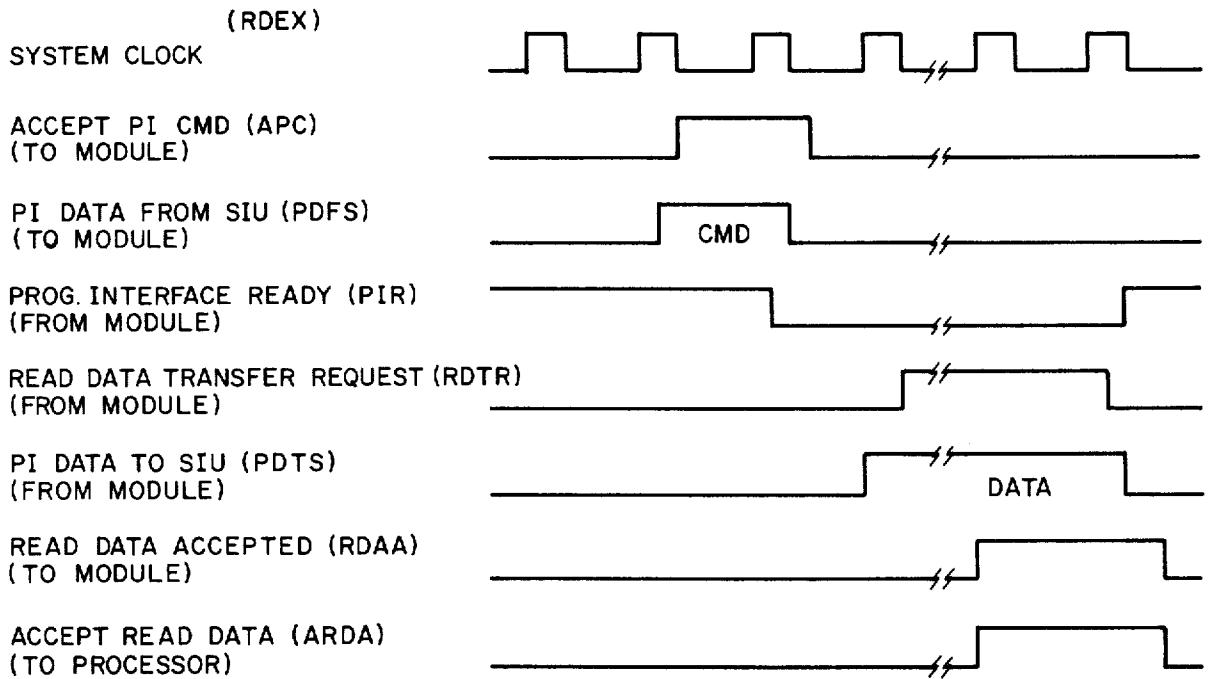 (RDEX)
SYSTEM CLOCK
ACCEPT PI CMD (APC)
(TO MODULE)
PI DATA FROM SIU (PDFS)
(TO MODULE)
CMD
PROG. INTERFACE READY (PIR)
(FROM MODULE)
READ DATA TRANSFER REQUEST (RDTR)
(FROM MODULE)
PI DATA TO SIU (PDTS)
(FROM MODULE)
DATA
READ DATA ACCEPTED (RDAA)
(TO MODULE)
ACCEPT READ DATA (ARDA)
(TO PROCESSOR)